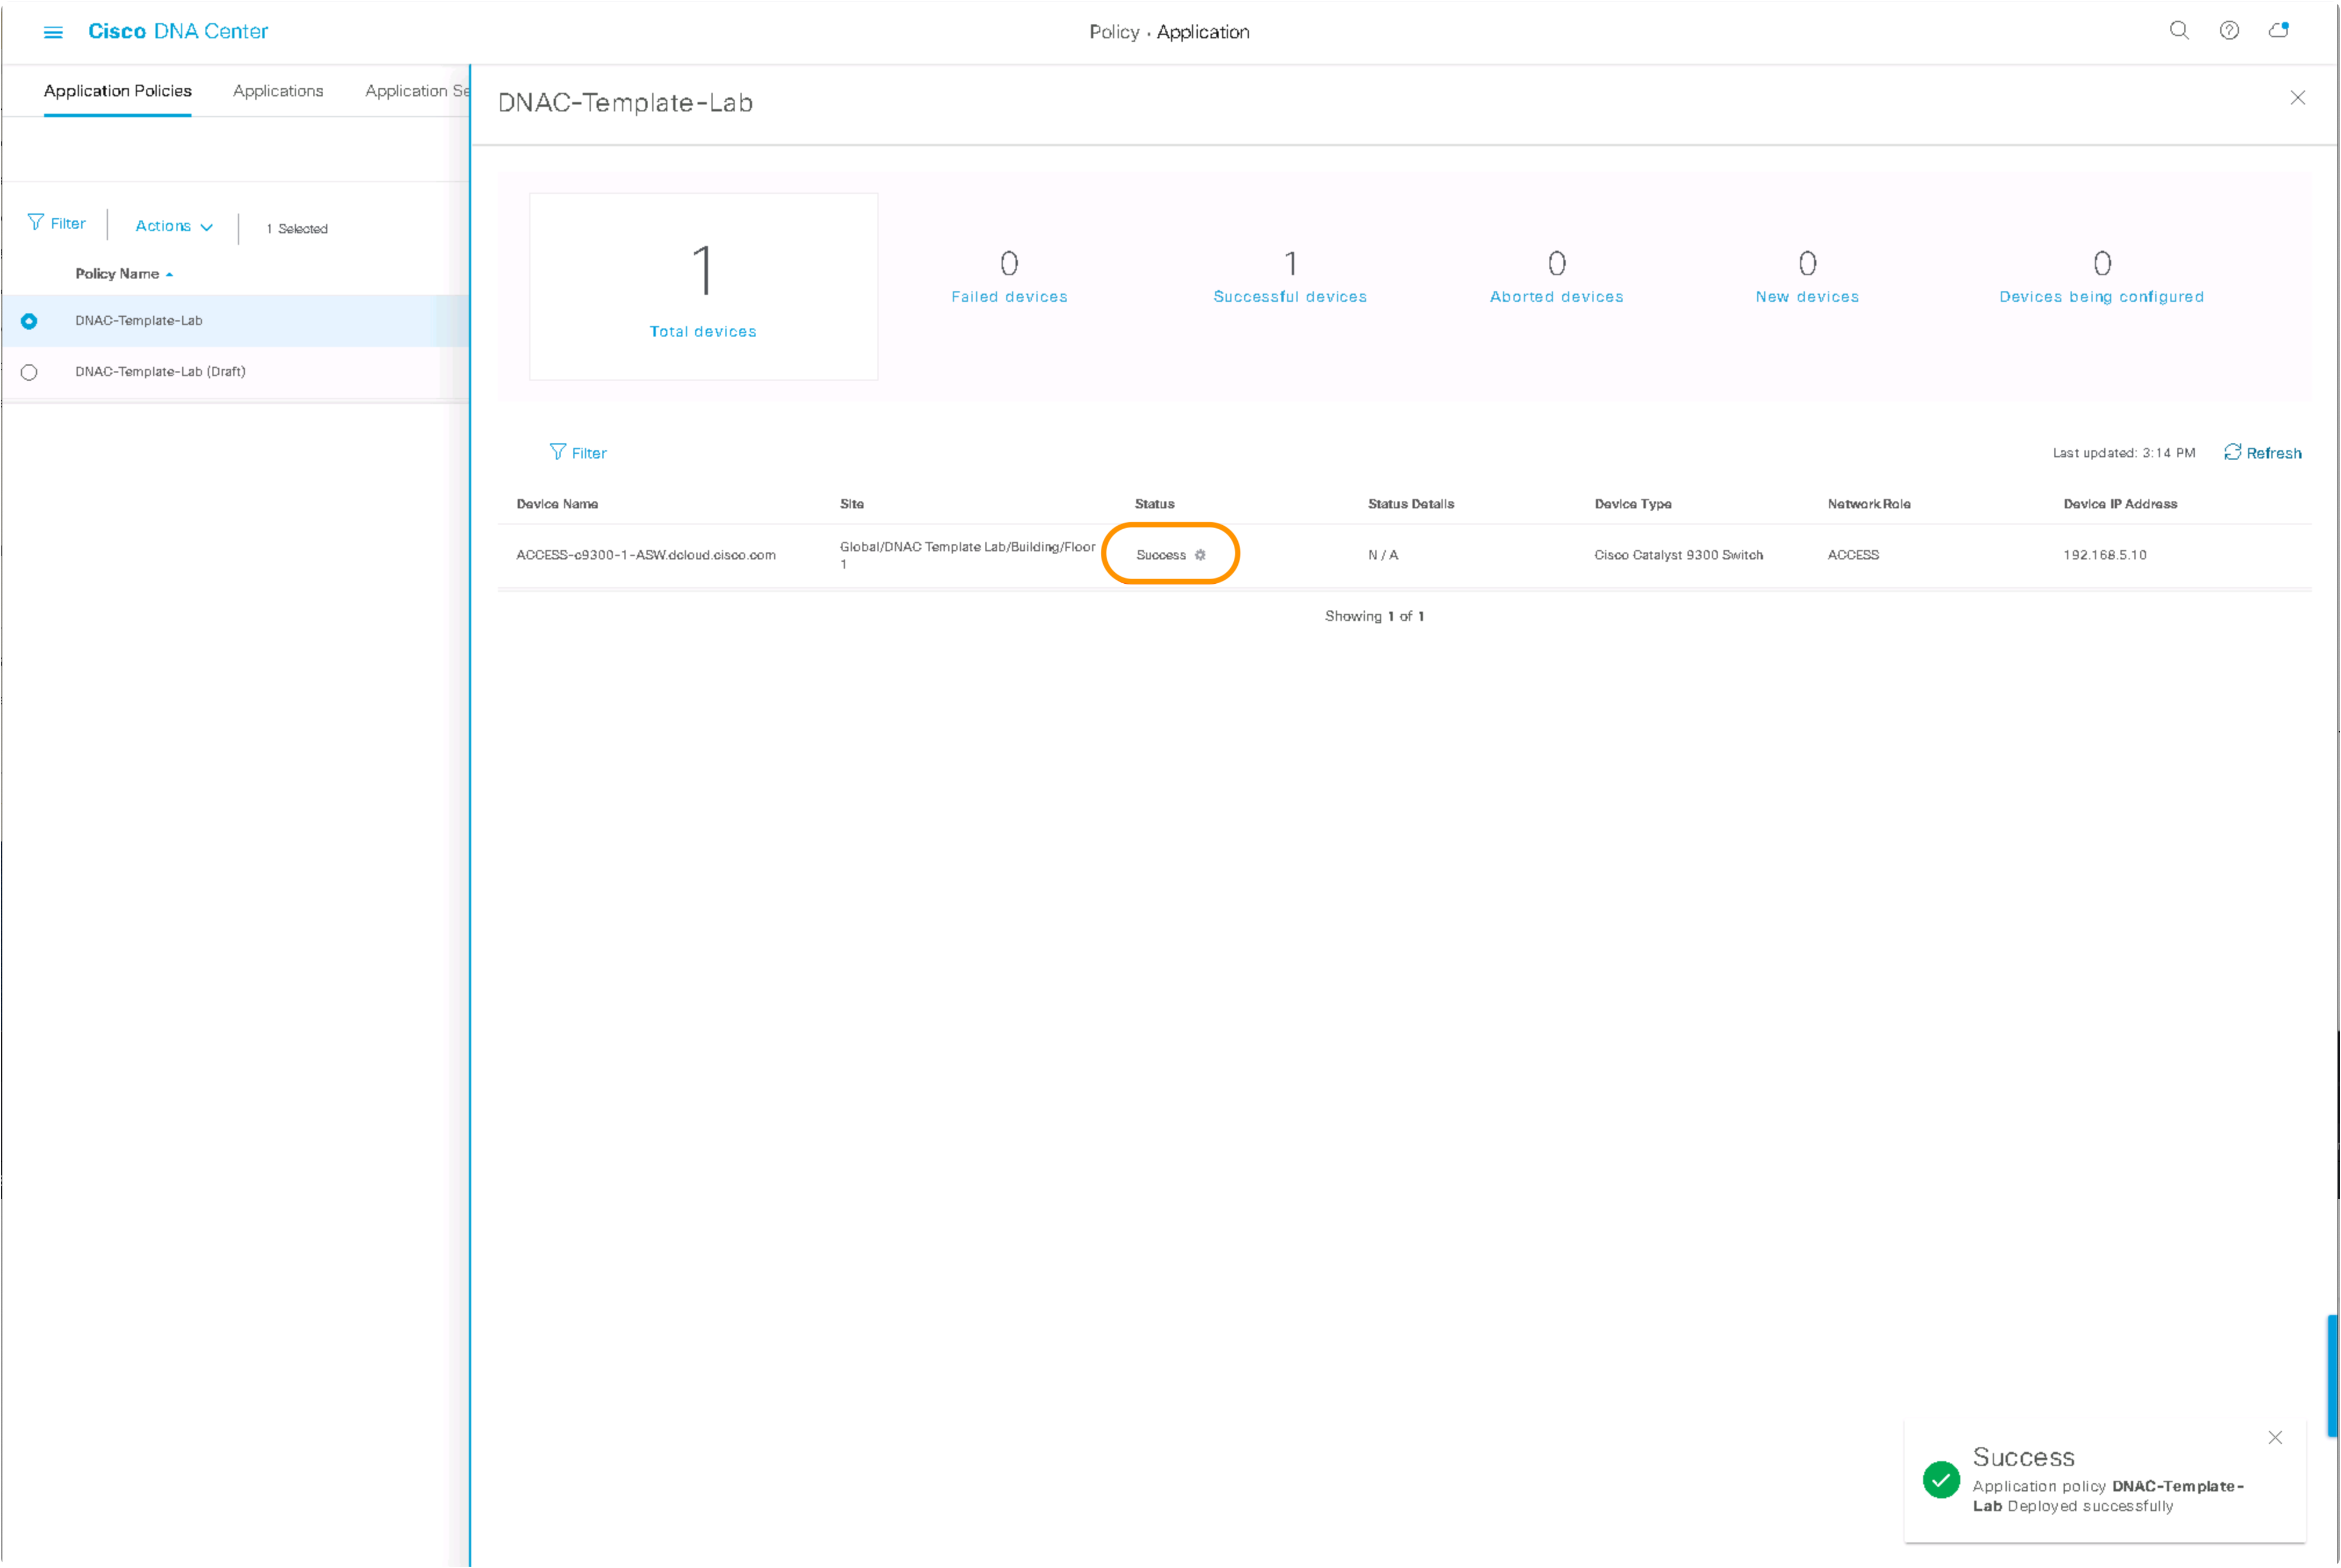 Cisco DNA Center
Policy • Application
Application Policies
Applications
Application Se
DNAC-Template-Lab
Filter
Actions
1 Selected
Policy Name
DNAC-Template-Lab
DNAC-Template-Lab (Draft)
1
Total devices
0
Failed devices
1
Successful devices
0
Aborted devices
0
New devices
0
Devices being configured
Filter
Last updated: 3:14 PM
Refresh
Device Name Site Status Status Details Device Type Network Role Device IP Address
ACCESS-c9300-1-ASW.dcloud.cisco.com Global/DNAC Template Lab/Building/Floor 
1 
Success N / A Cisco Catalyst 9300 Switch ACCESS 192.168.5.10
Showing 1 of 1
Success
Application policy DNAC-Template-
Lab Deployed successfully